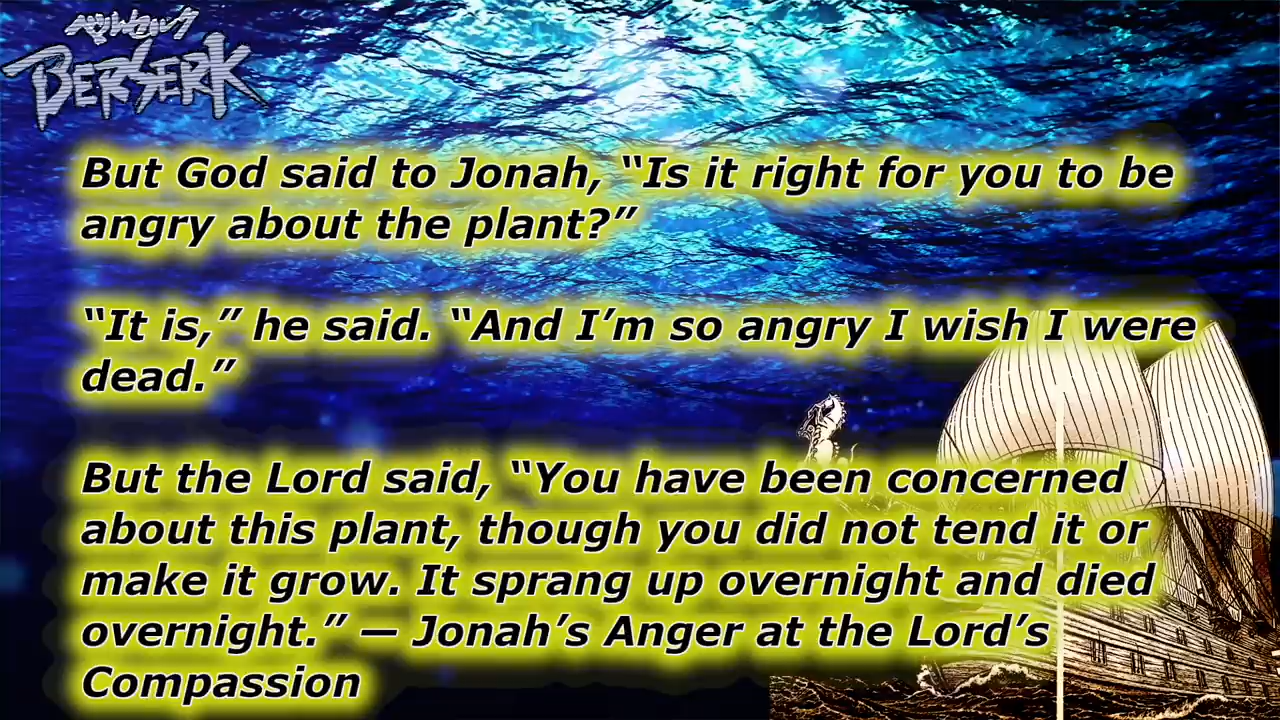 ベルセルク
BERSERK
But God said to Jonah, “Is it right for you to be
angry about the plant?”
“It is,” he said. “And I’m so angry I wish I were
dead.”
But the Lord said, “You have been concerned
about this plant, though you did not tend it or
make it grow. It sprang up overnight and died
overnight.” — Jonah’s Anger at the Lord’s
Compassion